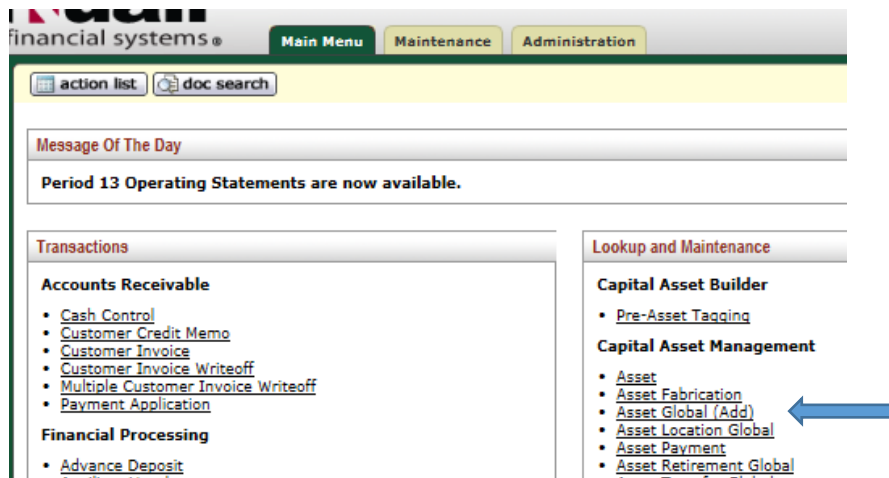 financial systems®
Main Menu
Maintenance
Administration
action list
doc search
Message Of The Day
Period 13 Operating Statements are now available.
Transactions
Accounts Receivable
• Cash Control
• Customer Credit Memo
• Customer Invoice
• Customer Invoice Writeoff
• Multiple Customer Invoice Writeoff
• Payment Application
Financial Processing
• Advance Deposit
Lookup and Maintenance
Capital Asset Builder
• Pre-Asset Tagging
Capital Asset Management
• Asset
• Asset Fabrication
• Asset Global (Add)
• Asset Location Global
• Asset Payment
• Asset Retirement Global